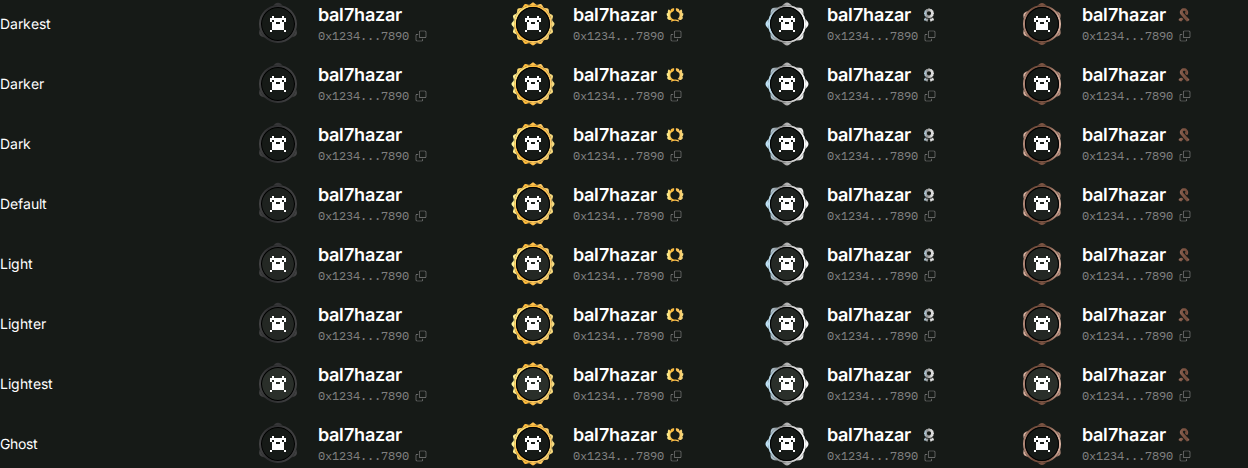 Darkest
bal7hazar bal7hazar bal7hazar bal7hazar
0x1234...7890 0x1234...7890 0x1234...7890 0x1234...7890
Darker
bal7hazar bal7hazar bal7hazar bal7hazar
0x1234...7890 0x1234...7890 0x1234...7890 0x1234...7890
Dark
bal7hazar bal7hazar bal7hazar bal7hazar
0x1234...7890 0x1234...7890 0x1234...7890 0x1234...7890
Default
bal7hazar bal7hazar bal7hazar bal7hazar
0x1234...7890 0x1234...7890 0x1234...7890 0x1234...7890
Light
bal7hazar bal7hazar bal7hazar bal7hazar
0x1234...7890 0x1234...7890 0x1234...7890 0x1234...7890
Lighter
bal7hazar bal7hazar bal7hazar bal7hazar
0x1234...7890 0x1234...7890 0x1234...7890 0x1234...7890
Lightest
bal7hazar bal7hazar bal7hazar bal7hazar
0x1234...7890 0x1234...7890 0x1234...7890 0x1234...7890
Ghost
bal7hazar bal7hazar bal7hazar bal7hazar
0x1234...7890 0x1234...7890 0x1234...7890 0x1234...7890